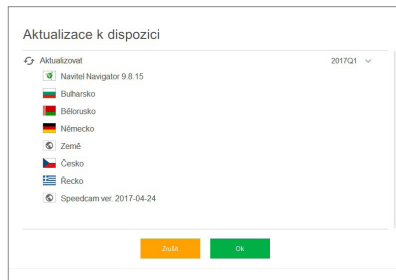 Aktualizace k dispozici
Aktualizovat 2017Q1
Navitel Navigator 9.8.15
Bulharsko
Bělorusko
Německo
Země
Česko
Řecko
Speedcam ver. 2017-04-24
Zrušit Ok